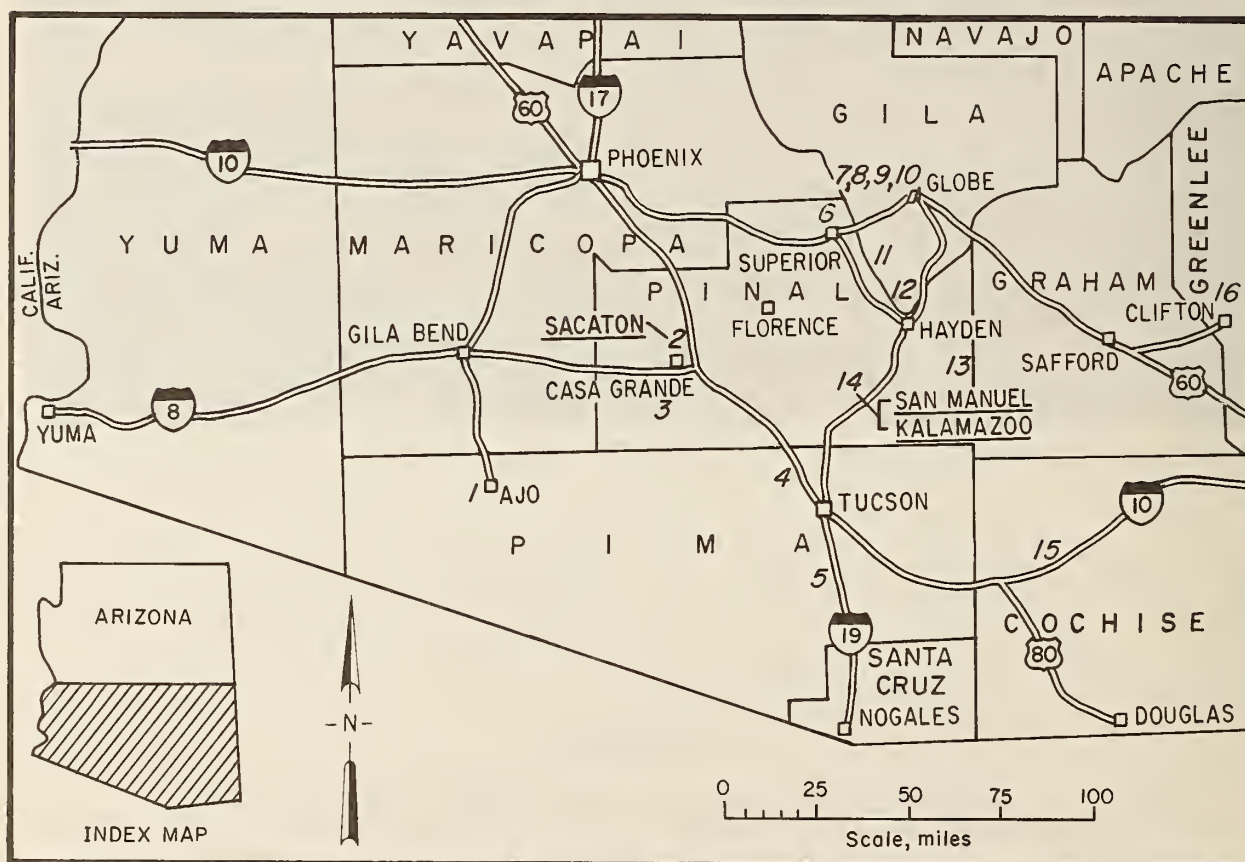 YAVAPAI
NAVAJO
APACHE
60
17
GILA
GREENLEE
10
PHOENIX
7,8,9,10 GLOBE
CALIF.
ARIZ.
YUMA
MARICOPA
6
SUPERIOR
11
GRAHAM
16
PINAL
12
CLIFTON
GILA BEND
SACATON
2
FLORENCE
HAYDEN
SAFFORD
CASA GRANDE
3
13
60
14
SAN MANUEL
KALAMAZOO
YUMA
8
1 AJO
4
TUCSON
10
PIMA
5
15
ARIZONA
COCHISE
19
80
SANTA
CRUZ
-N-
NOGALES
DOUGLAS
0 25 50 75 100
Scale, miles
INDEX MAP